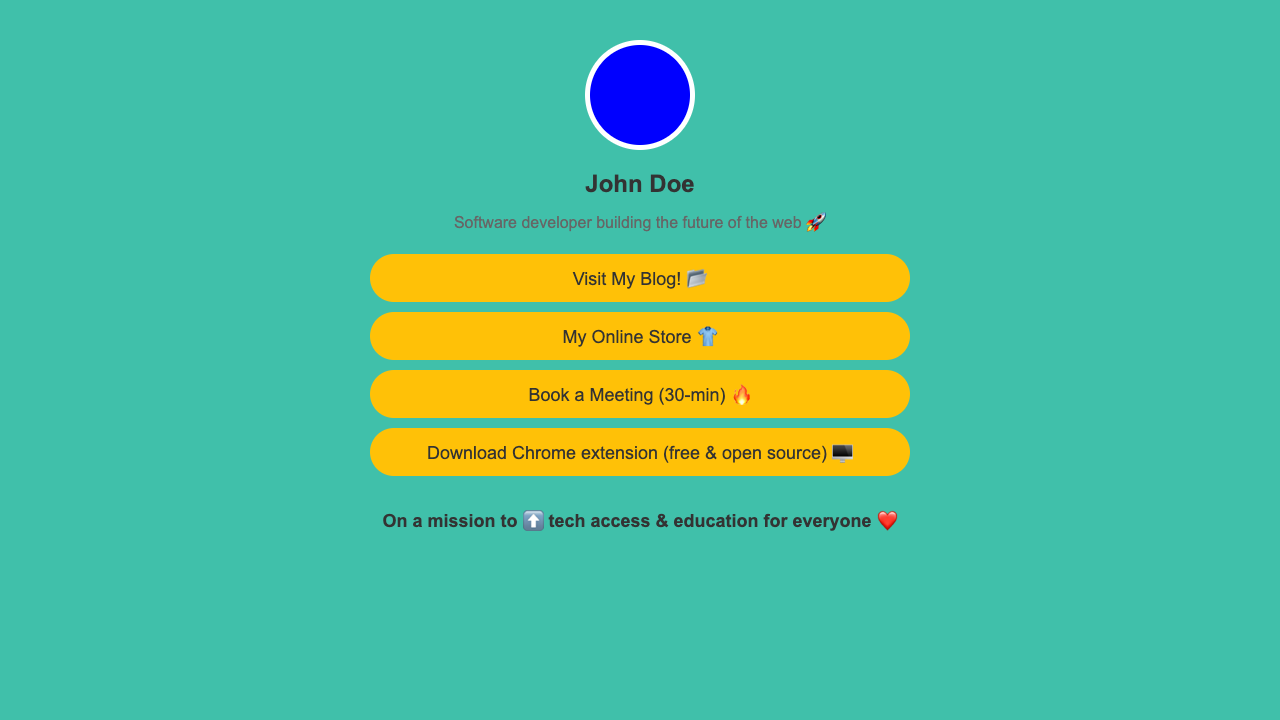 John Doe
Software developer building the future of the web 🚀
Visit My Blog! 📂
My Online Store 👕
Book a Meeting (30-min) 🔥
Download Chrome extension (free & open source) 🖥️
On a mission to ⬆️ tech access & education for everyone ❤️